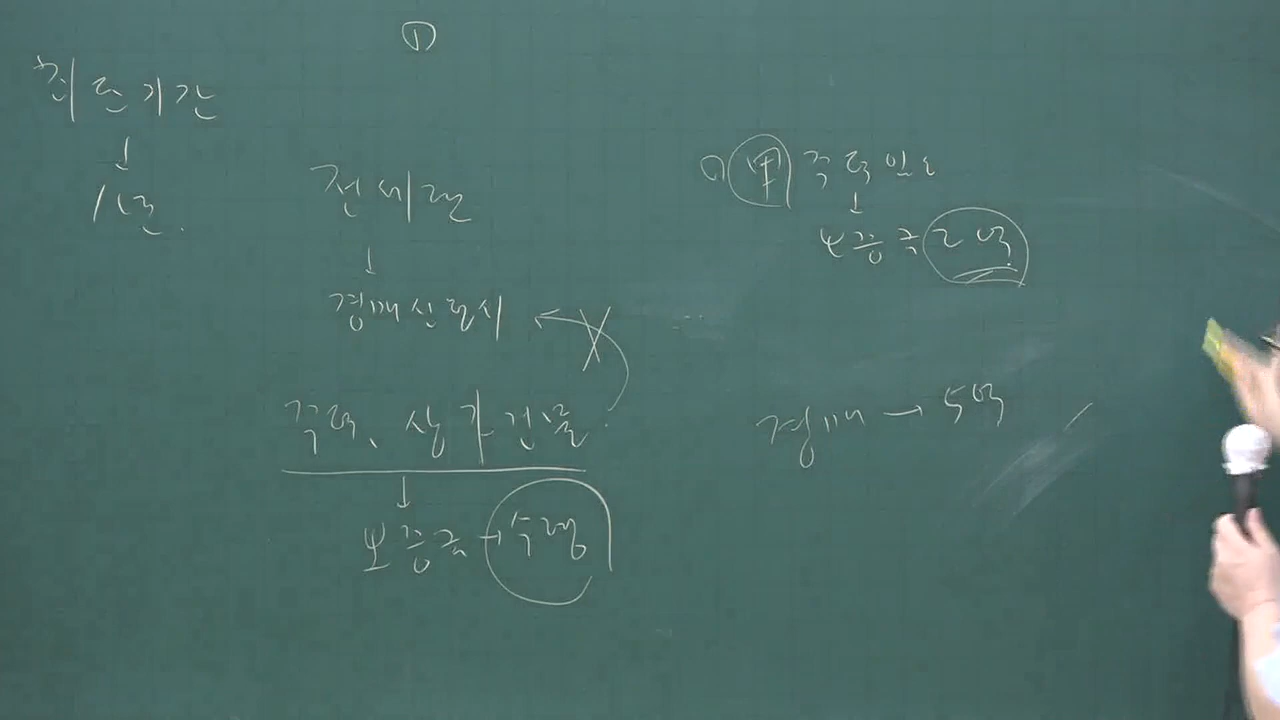 ①
최단기간
↓
1년.
전세권
↓
경매신청시
주택, 상가건물.
↓
보증금 → 수령
① 甲 주택임
↓
보증금 2억
경매 → 5억